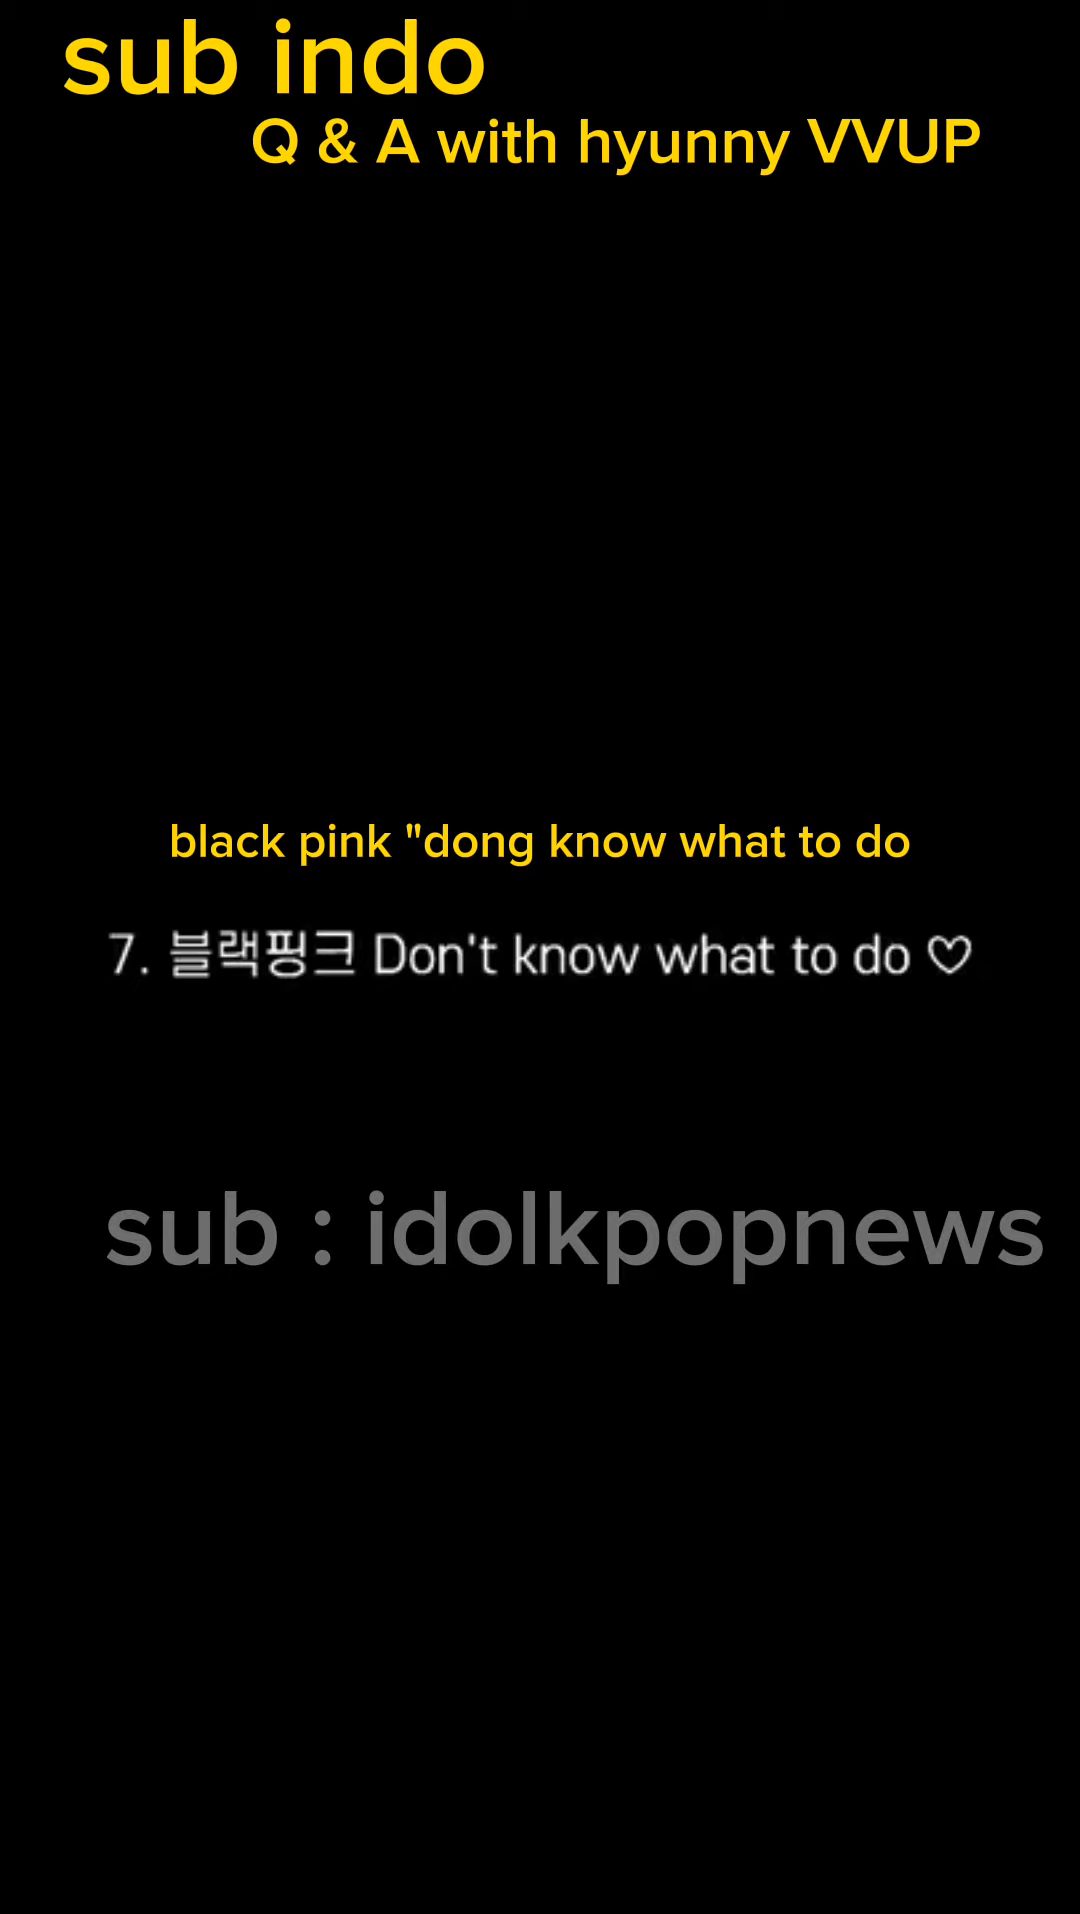 sub indo
Q & A with hyunny VVUP
black pink "dong know what to do
7. 블랙핑크 Don't know what to do ♡
sub : idolkpopnews